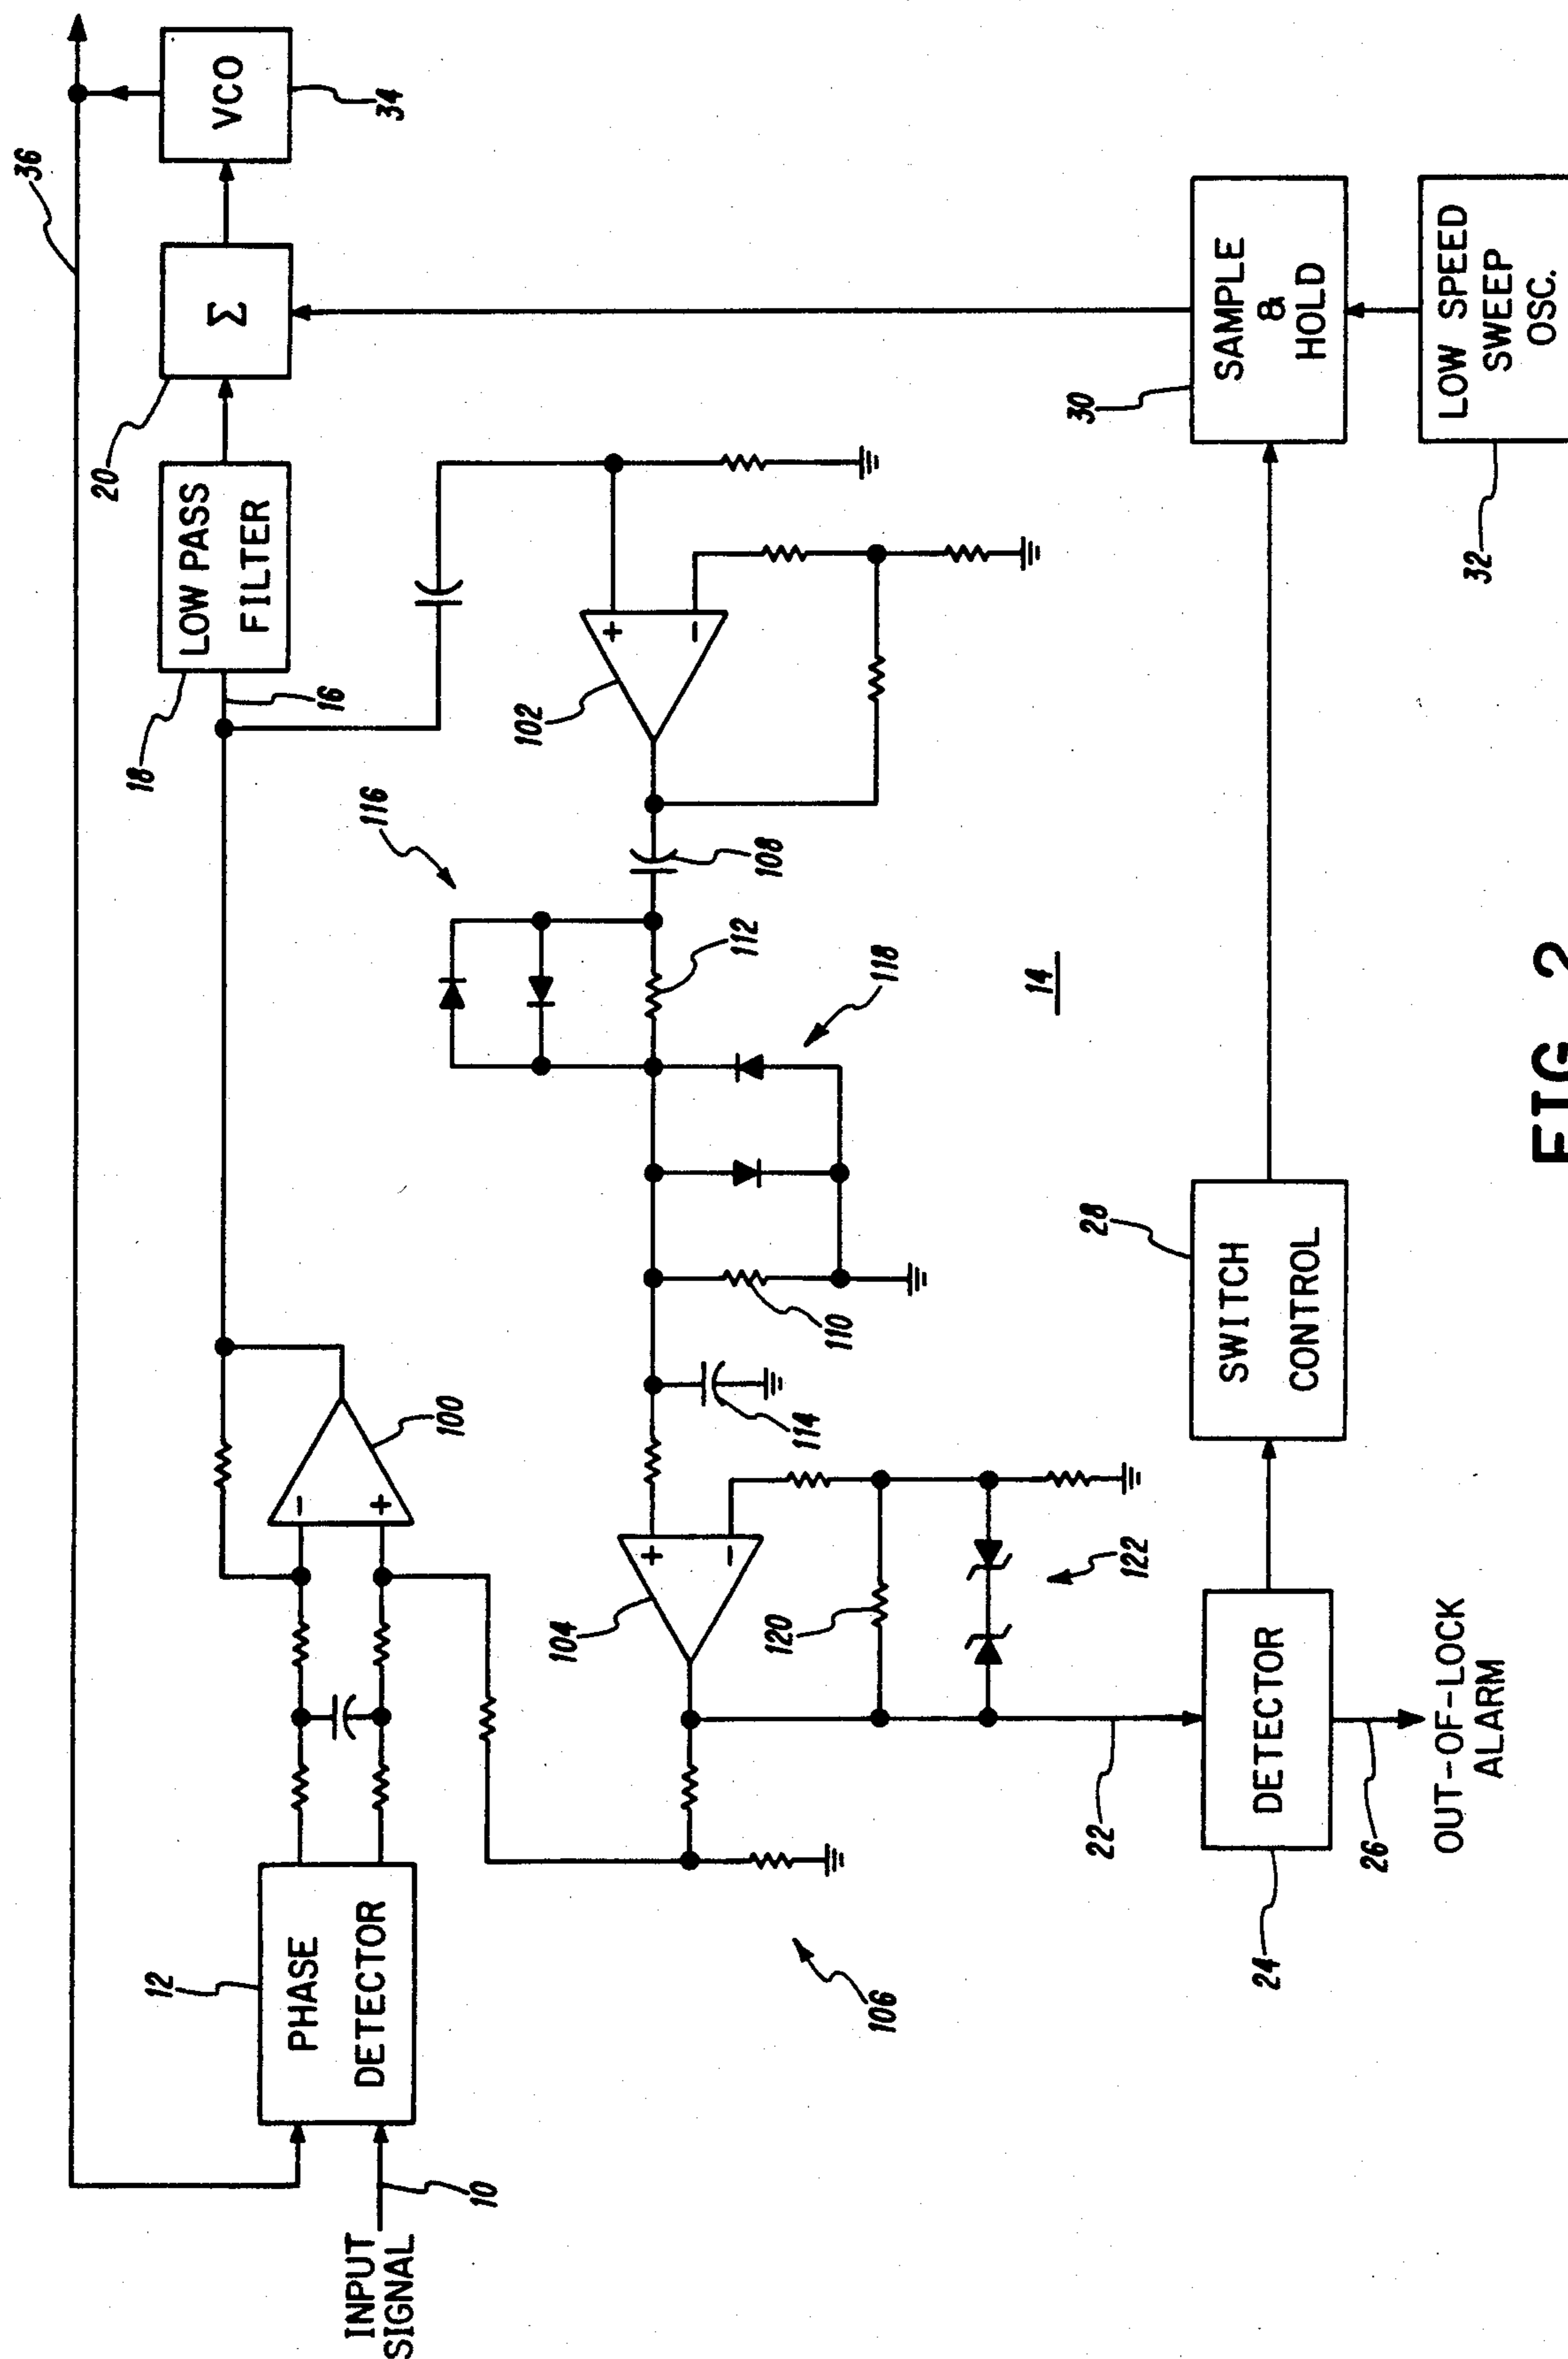 36
VCO
34
Σ
20
LOW PASS
FILTER
18
16
116
102
+
−
108
112
118
14
110
114
100
−
+
104
+
−
120
122
106
12
PHASE
DETECTOR
10
INPUT
SIGNAL
22
DETECTOR
24
26
OUT-OF-LOCK
ALARM
28
SWITCH
CONTROL
30
SAMPLE
&
HOLD
32
LOW SPEED
SWEEP
OSC.
FIG 2